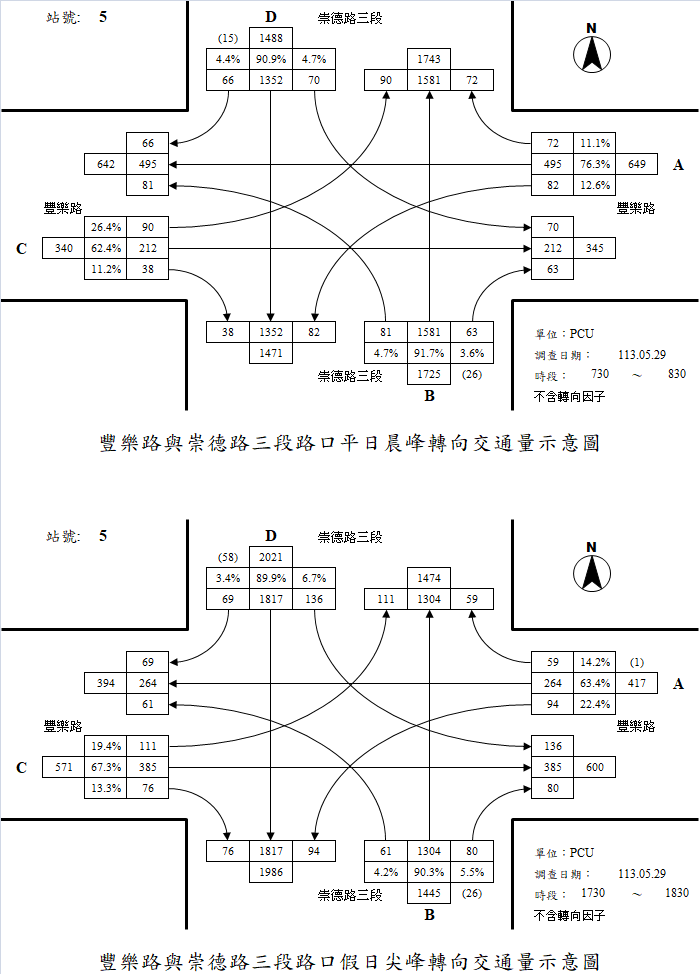 站號: 5
D
崇德路三段
N
(15) 1488
4.4% 90.9% 4.7%
66 1352 70
1743
90 1581 72
66
642 495
81
72 11.1%
495 76.3% 649
82 12.6%
A
豐樂路
豐樂路
26.4% 90
C 340 62.4% 212
11.2% 38
70
212 345
63
38 1352 82
1471
81 1581 63
4.7% 91.7% 3.6%
1725 (26)
崇德路三段
B
單位：PCU
調查日期： 113.05.29
時段： 730 ～ 830
不含轉向因子
豐樂路與崇德路三段路口平日晨峰轉向交通量示意圖
站號: 5
D
崇德路三段
N
(58) 2021
3.4% 89.9% 6.7%
69 1817 136
1474
111 1304 59
69
394 264
61
59 14.2% (1)
264 63.4% 417
94 22.4%
A
豐樂路
豐樂路
19.4% 111
C 571 67.3% 385
13.3% 76
136
385 600
80
76 1817 94
1986
61 1304 80
4.2% 90.3% 5.5%
1445 (26)
崇德路三段
B
單位：PCU
調查日期： 113.05.29
時段： 1730 ～ 1830
不含轉向因子
豐樂路與崇德路三段路口假日尖峰轉向交通量示意圖